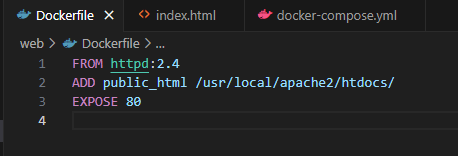 Dockerfile index.html docker-compose.yml
web > Dockerfile > ...
1 FROM httpd:2.4
2 ADD public_html /usr/local/apache2/htdocs/
3 EXPOSE 80
4